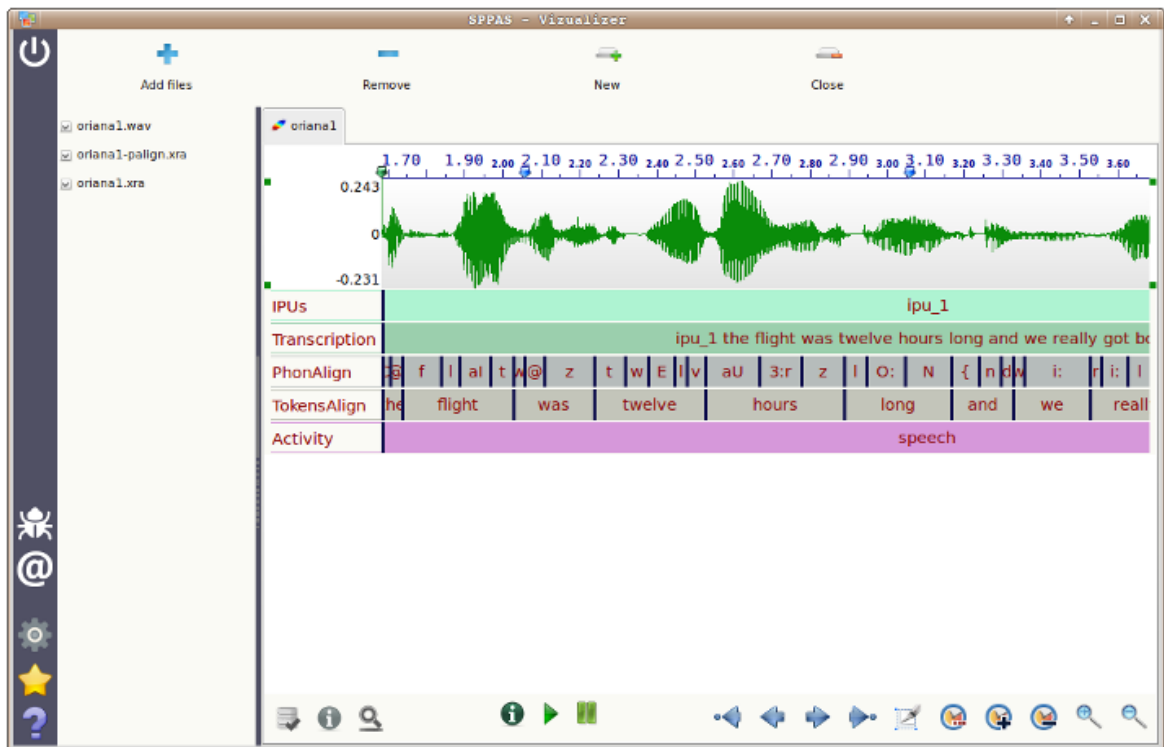 SPPAS - Vizualizer
Add files Remove New Close
oriana1.wav
oriana1-palign.xra
oriana1.xra
oriana1
1.70 1.90 2.00 2.10 2.20 2.30 2.40 2.50 2.60 2.70 2.80 2.90 3.00 3.10 3.20 3.30 3.40 3.50 3.60
0.243
0
-0.231
IPUs ipu_1
Transcription ipu_1 the flight was twelve hours long and we really got bo
PhonAlign @ f l aI t w @ z t w E l v aU 3:r z l O: N { n d w i: r i: l
TokensAlign he flight was twelve hours long and we reall
Activity speech
@
?